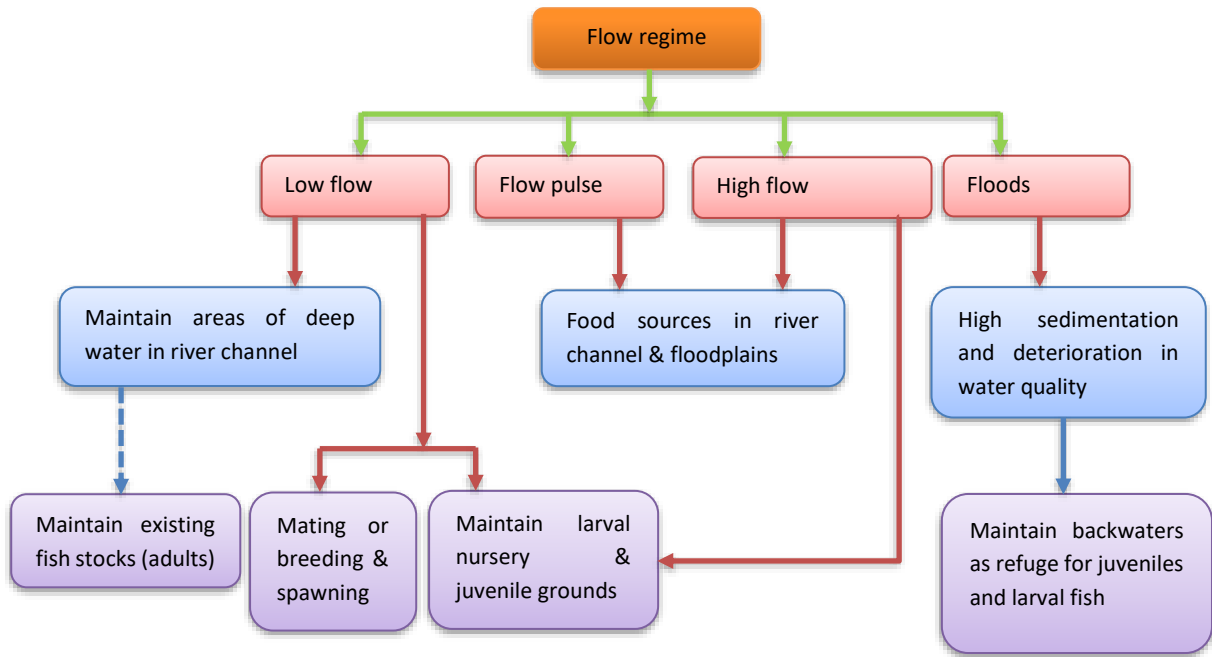 Flow regime
Low flow
Flow pulse
High flow
Floods
Maintain areas of deep
water in river channel
Food sources in river
channel & floodplains
High sedimentation
and deterioration in
water quality
Maintain existing
fish stocks (adults)
Mating or
breeding &
spawning
Maintain larval
nursery &
juvenile grounds
Maintain backwaters
as refuge for juveniles
and larval fish